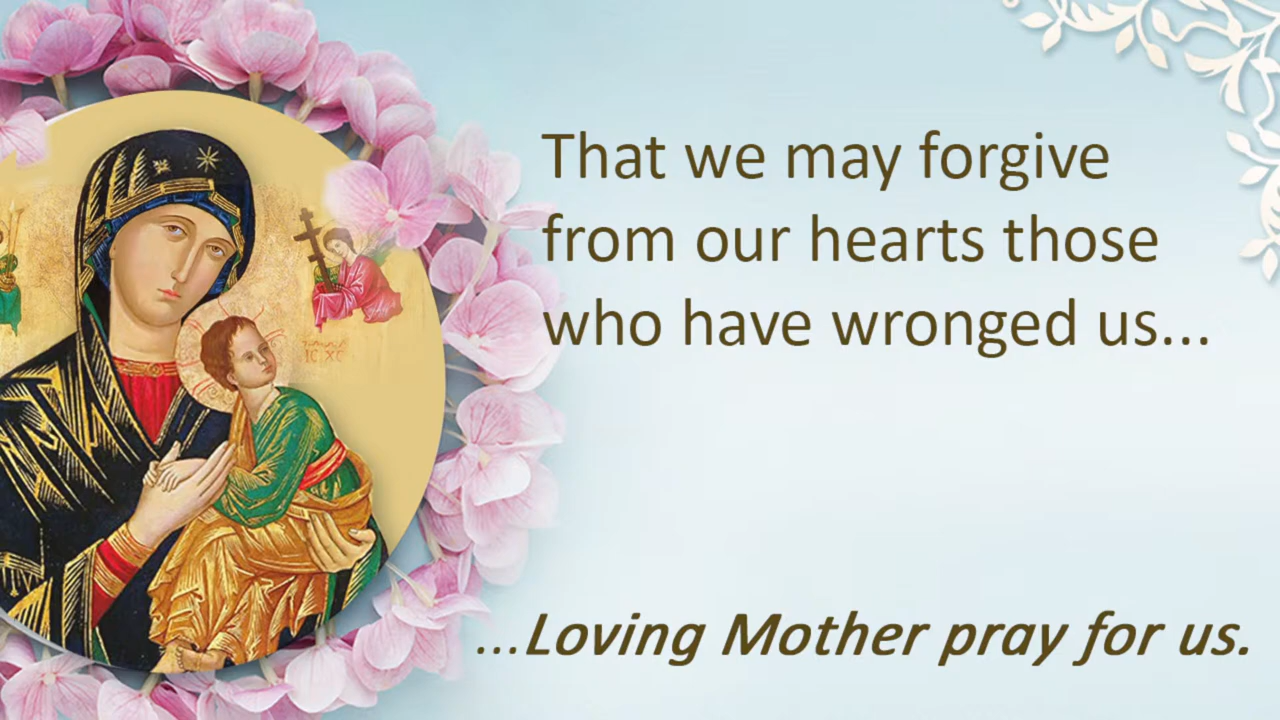 That we may forgive
from our hearts those
who have wronged us...
IC XC
...Loving Mother pray for us.